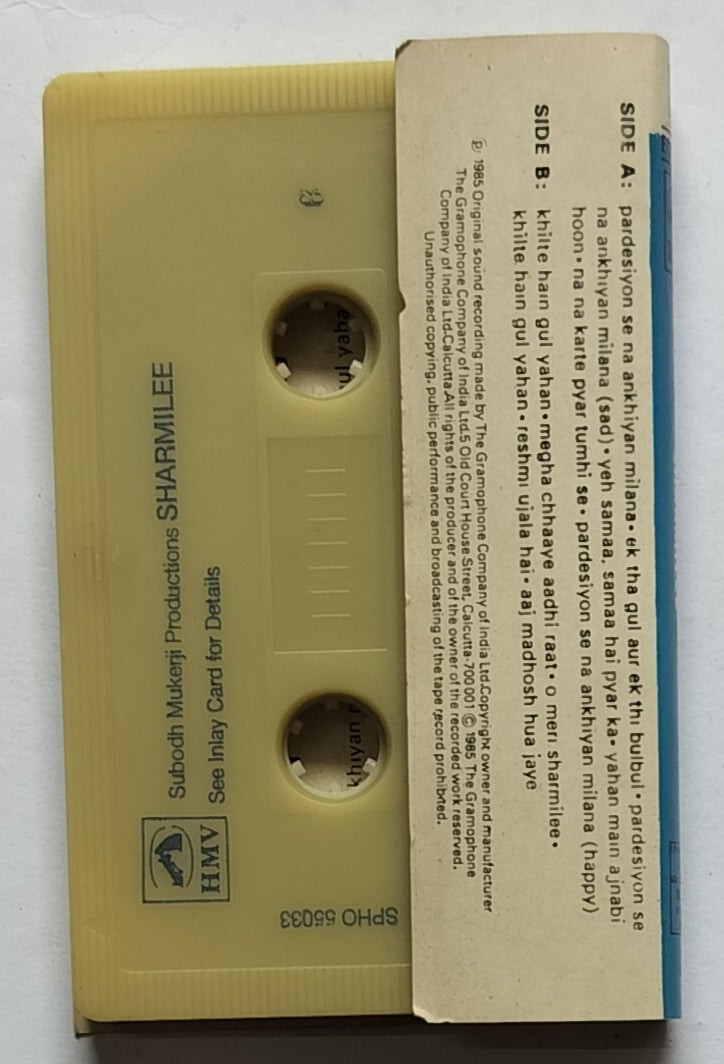 SIDE A: pardesiyon se na ankhiyan milana• ek tha gul aur ek thi bulbul• pardesiyon se
na ankhiyan milana (sad)• yeh samaa, samaa hai pyar ka• yahan main ajnabi
hoon• na na karte pyar tumhi se• pardesiyon se na ankhiyan milana (happy)
SIDE B: khilte hain gul yahan•megha chhaaye aadhi raat• o meri sharmilee•
khilte hain gul yahan•reshmi ujala hai• aaj madhosh hua jaye
℗ 1985 Original sound recording made by The Gramophone Company of India Ltd.Copyright owner and manufacturer
The Gramophone Company of India Ltd.5 Old Court House Street, Calcutta-700 001 © 1985 The Gramophone
Company of India Ltd.Calcutta.All rights of the producer and of the owner of the recorded work reserved.
Unauthorised copying, public performance and broadcasting of the tape record prohibited.
Subodh Mukerji Productions SHARMILEE
See Inlay Card for Details
HMV
SPHO 55033
ul yaha
khiyan